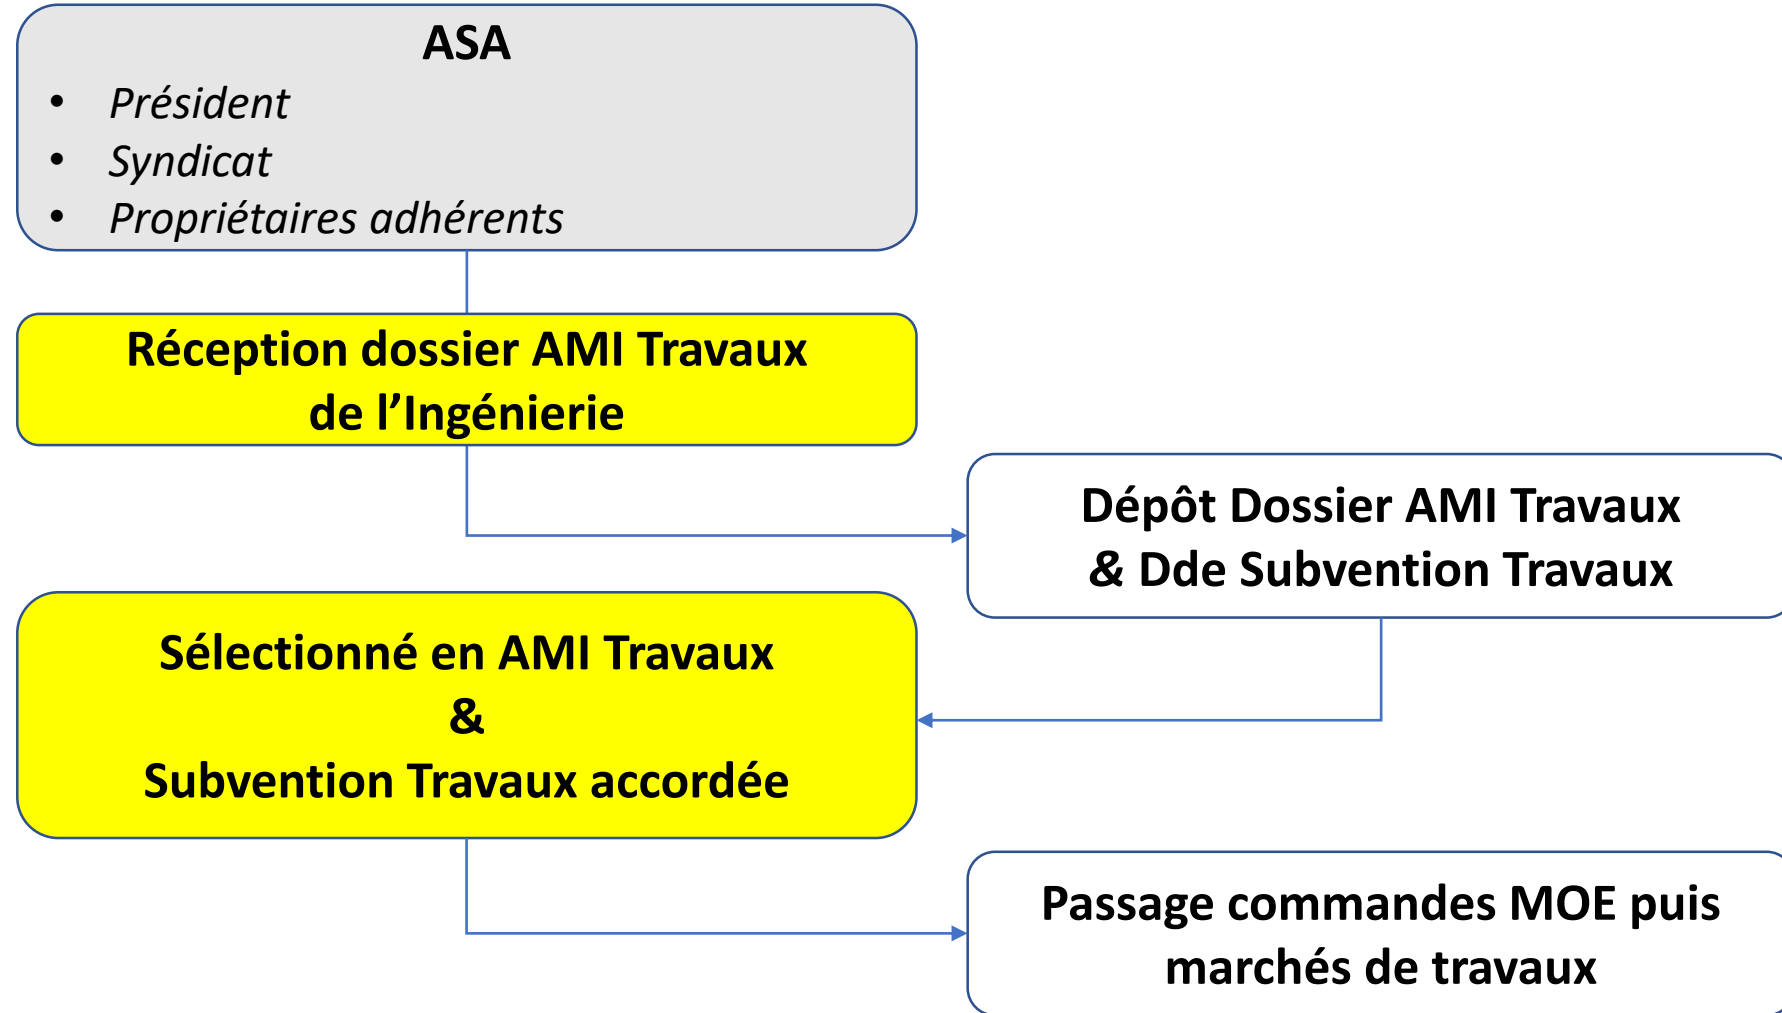 ASA
• Président
• Syndicat
• Propriétaires adhérents
Réception dossier AMI Travaux
de l’Ingénierie
Dépôt Dossier AMI Travaux
& Dde Subvention Travaux
Sélectionné en AMI Travaux
&
Subvention Travaux accordée
Passage commandes MOE puis
marchés de travaux